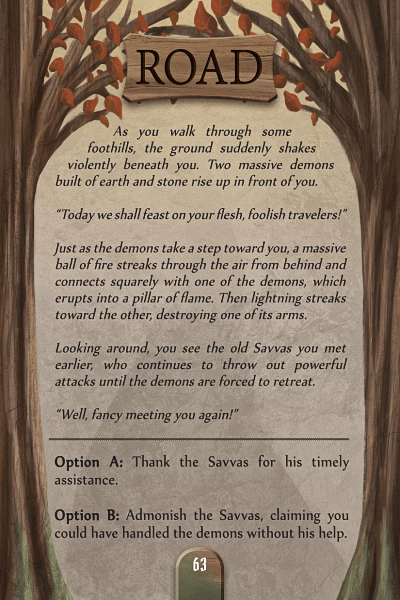 ROAD
As you walk through some
foothills, the ground suddenly shakes
violently beneath you. Two massive demons
built of earth and stone rise up in front of you.
“Today we shall feast on your flesh, foolish travelers!”
Just as the demons take a step toward you, a massive
ball of fire streaks through the air from behind and
connects squarely with one of the demons, which
erupts into a pillar of flame. Then lightning streaks
toward the other, destroying one of its arms.
Looking around, you see the old Savvas you met
earlier, who continues to throw out powerful
attacks until the demons are forced to retreat.
“Well, fancy meeting you again!”
Option A: Thank the Savvas for his timely
assistance.
Option B: Admonish the Savvas, claiming you
could have handled the demons without his help.
63